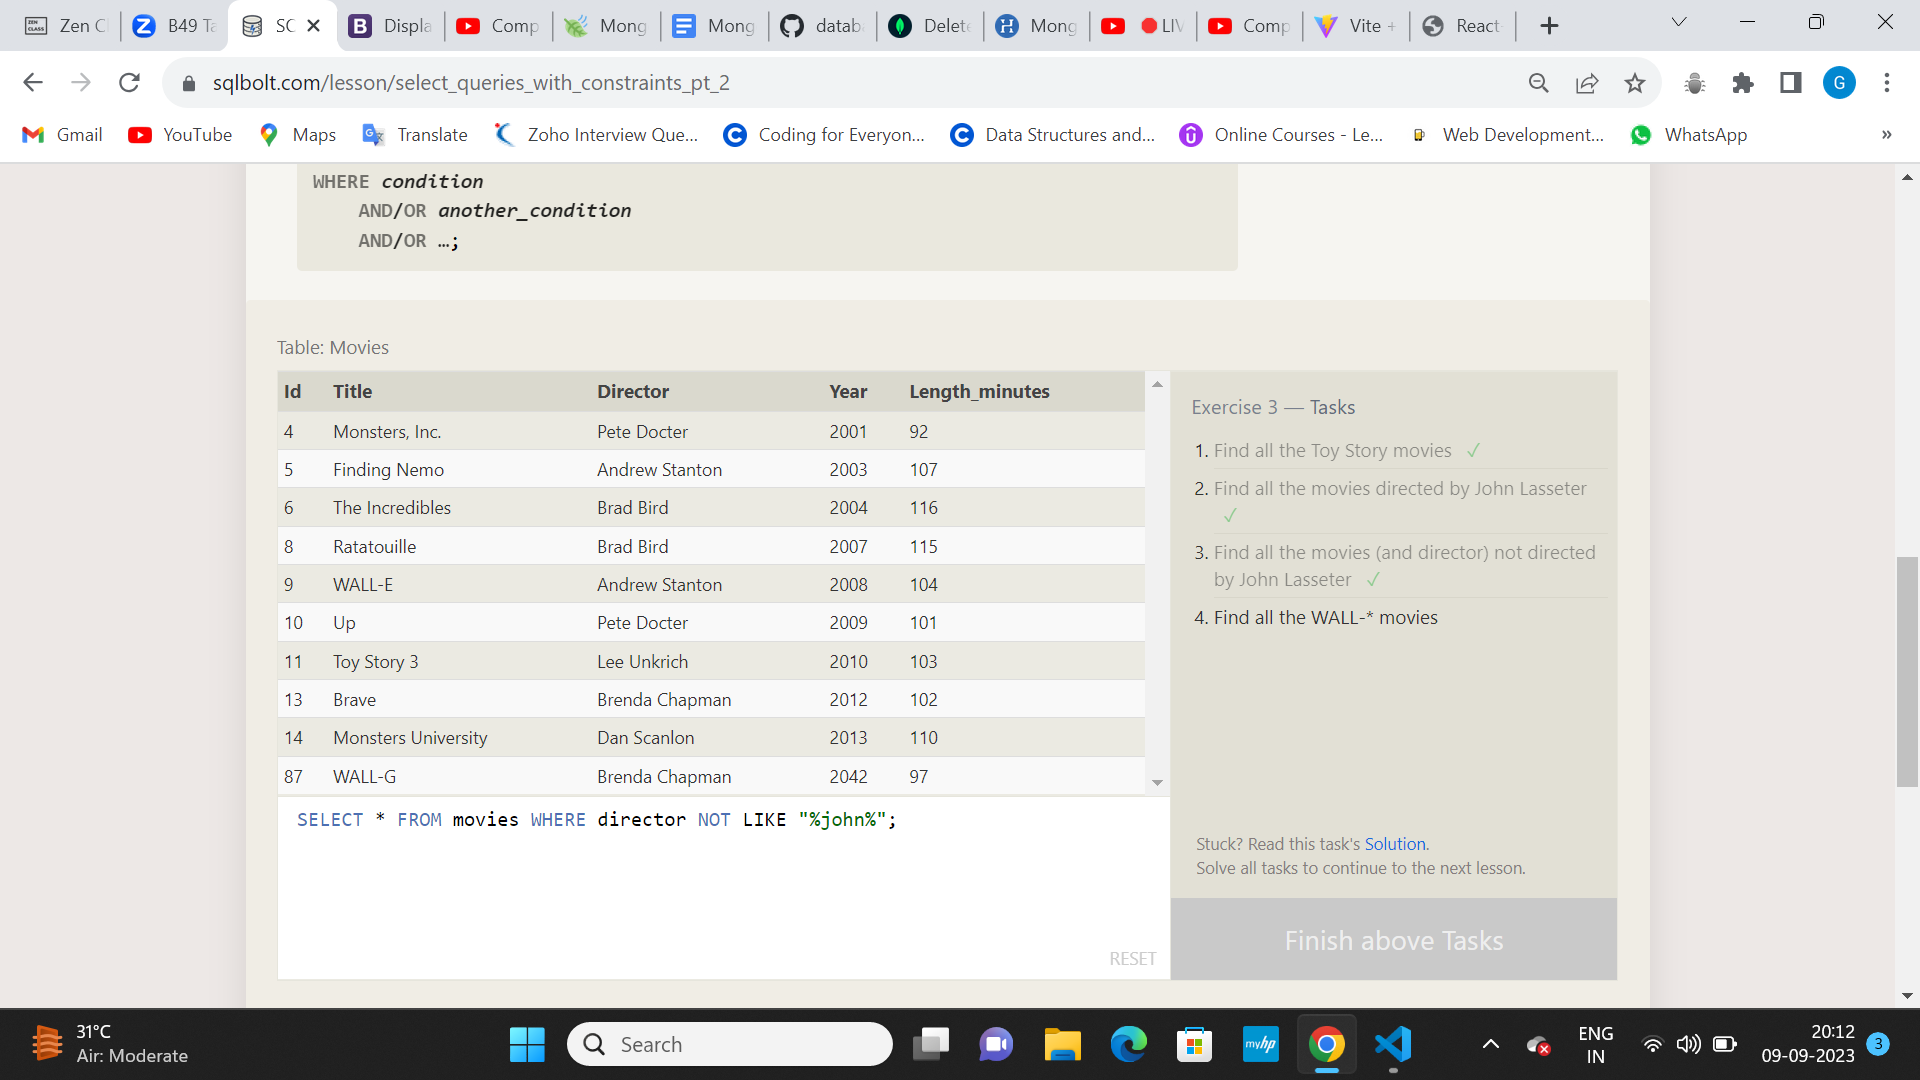 Zen Cl
B49 Ta
SC
Displa
Comp
Mong
Mong
datab
Delet
Mong
LIV
Comp
Vite +
React
sqlbolt.com/lesson/select_queries_with_constraints_pt_2
G
Gmail
YouTube
Maps
Translate
Zoho Interview Que...
Coding for Everyon...
Data Structures and...
Online Courses - Le...
Web Development...
WhatsApp
»
WHERE condition
AND/OR another_condition
AND/OR …;
Table: Movies
Id Title Director Year Length_minutes
4 Monsters, Inc. Pete Docter 2001 92
5 Finding Nemo Andrew Stanton 2003 107
6 The Incredibles Brad Bird 2004 116
8 Ratatouille Brad Bird 2007 115
9 WALL-E Andrew Stanton 2008 104
10 Up Pete Docter 2009 101
11 Toy Story 3 Lee Unkrich 2010 103
13 Brave Brenda Chapman 2012 102
14 Monsters University Dan Scanlon 2013 110
87 WALL-G Brenda Chapman 2042 97
SELECT * FROM movies WHERE director NOT LIKE "%john%";
RESET
Exercise 3 — Tasks
1. Find all the Toy Story movies ✓
2. Find all the movies directed by John Lasseter
✓
3. Find all the movies (and director) not directed
by John Lasseter ✓
4. Find all the WALL-* movies
Stuck? Read this task's Solution.
Solve all tasks to continue to the next lesson.
Finish above Tasks
31°C
Air: Moderate
Search
myhp
ENG
IN
20:12
09-09-2023
3